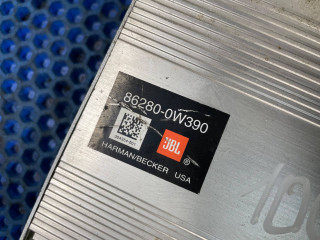 86280-0W390
JBL
®
HARMAN/BECKER USA